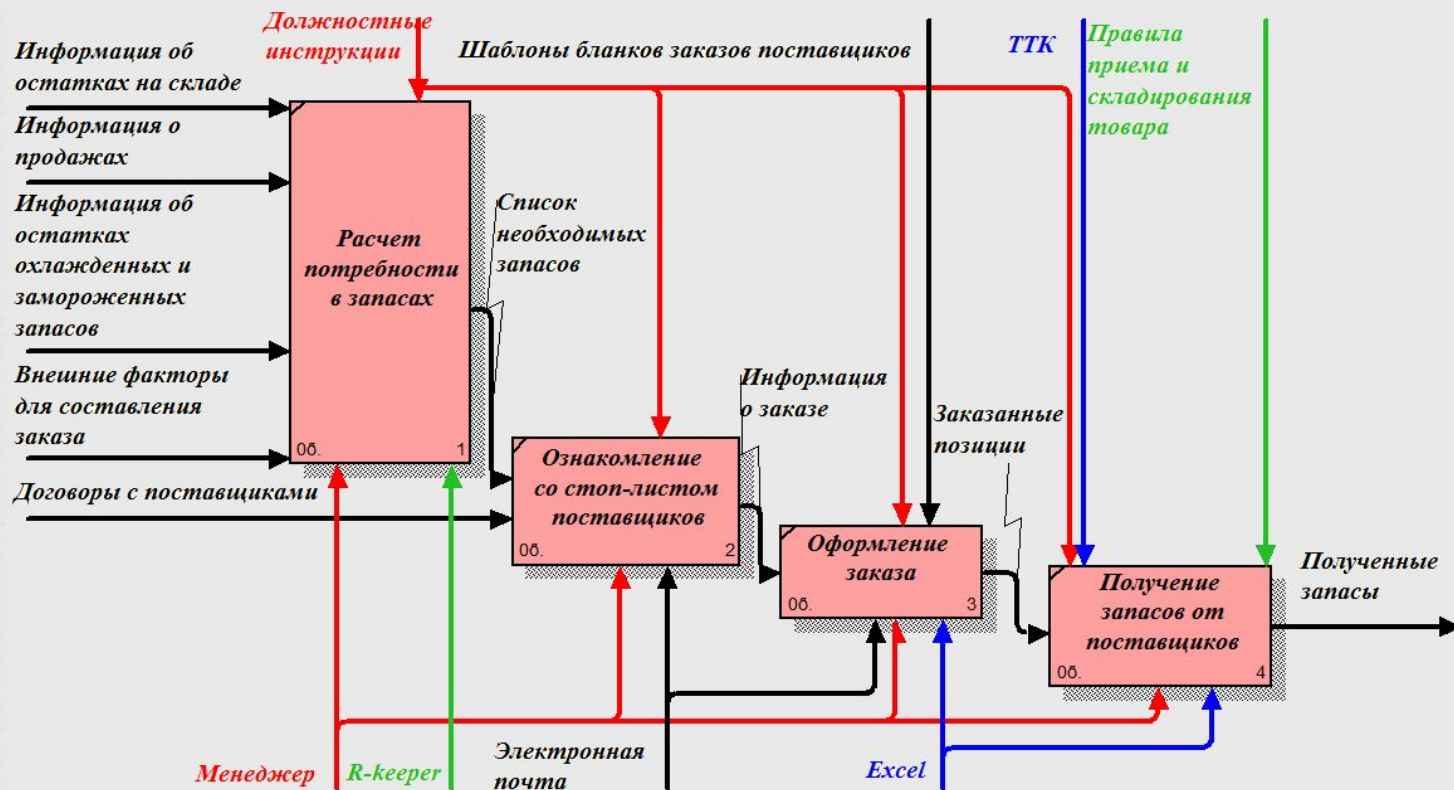 Должностные
инструкции
Шаблоны бланков заказов поставщиков
ТТК
Правила
приема и
складирования
товара
Информация об
остатках на складе
Информация о
продажах
Информация об
остатках
охлажденных и
замороженных
запасов
Внешние факторы
для составления
заказа
Договоры с поставщиками
Расчет
потребности
в запасах
0б.
1
Список
необходимых
запасов
Ознакомление
со стоп-листом
поставщиков
0б.
2
Информация
о заказе
Оформление
заказа
0б.
3
Заказанные
позиции
Получение
запасов от
поставщиков
0б.
4
Полученные
запасы
Менеджер
R-keeper
Электронная
почта
Excel